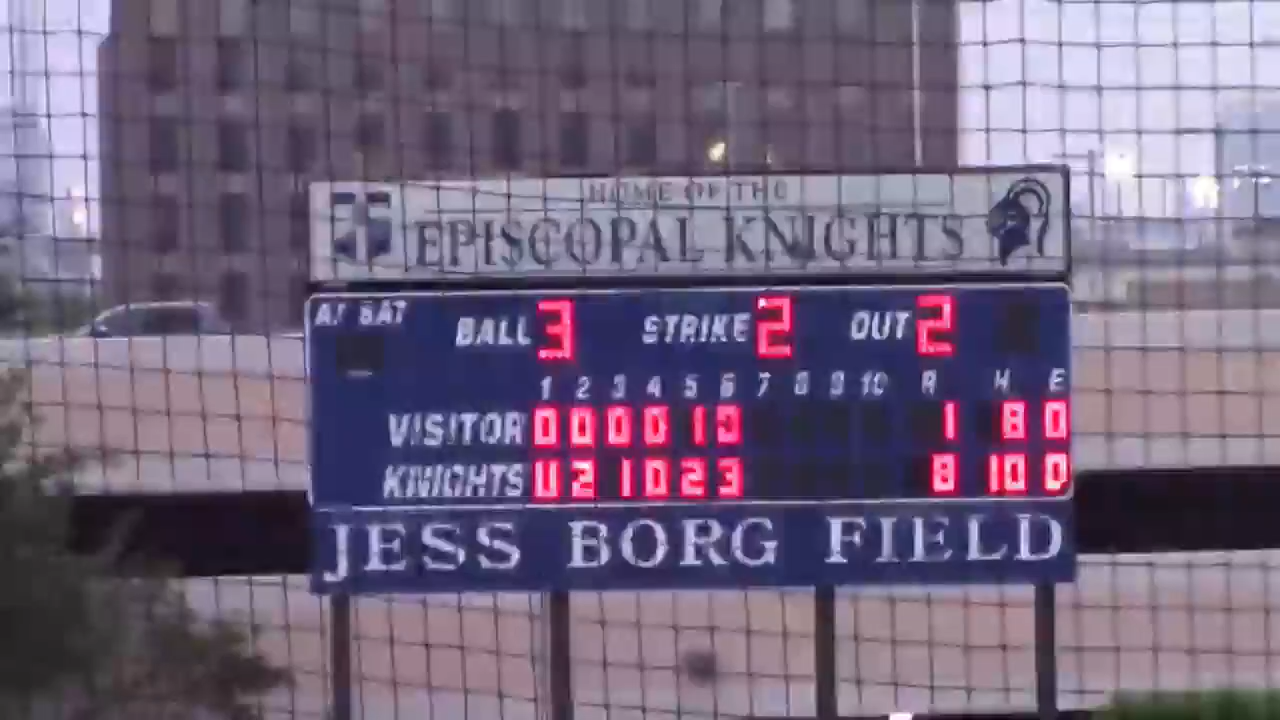 HOME OF THE
EPISCOPAL KNIGHTS
AT BAT BALL 3 STRIKE 2 OUT 2
1 2 3 4 5 6 7 8 9 10 R H E
VISITOR 0 0 0 0 1 0 1 8 0
KNIGHTS 0 2 1 0 2 3 8 10 0
JESS BORG FIELD